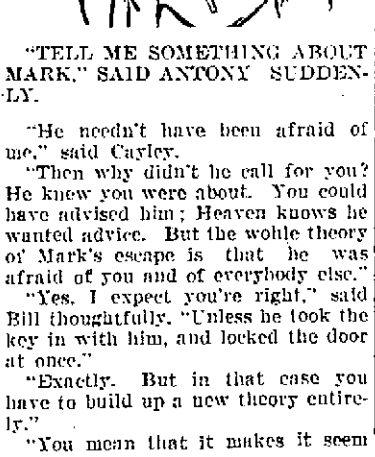 "TELL ME SOMETHING ABOUT
MARK," SAID ANTONY SUDDEN-
LY.
"He needn't have been afraid of
me," said Cayley.
"Then why didn't he call for you?
He knew you were about. You could
have advised him; Heaven knows he
wanted advice. But the wohle theory
of Mark's escape is that he was
afraid of you and of everybody else."
"Yes, I expect you're right," said
Bill thoughtfully. "Unless he took the
key in with him, and locked the door
at once."
"Exactly. But in that case you
have to build up a new theory entire-
ly."
"You mean that it makes it seem